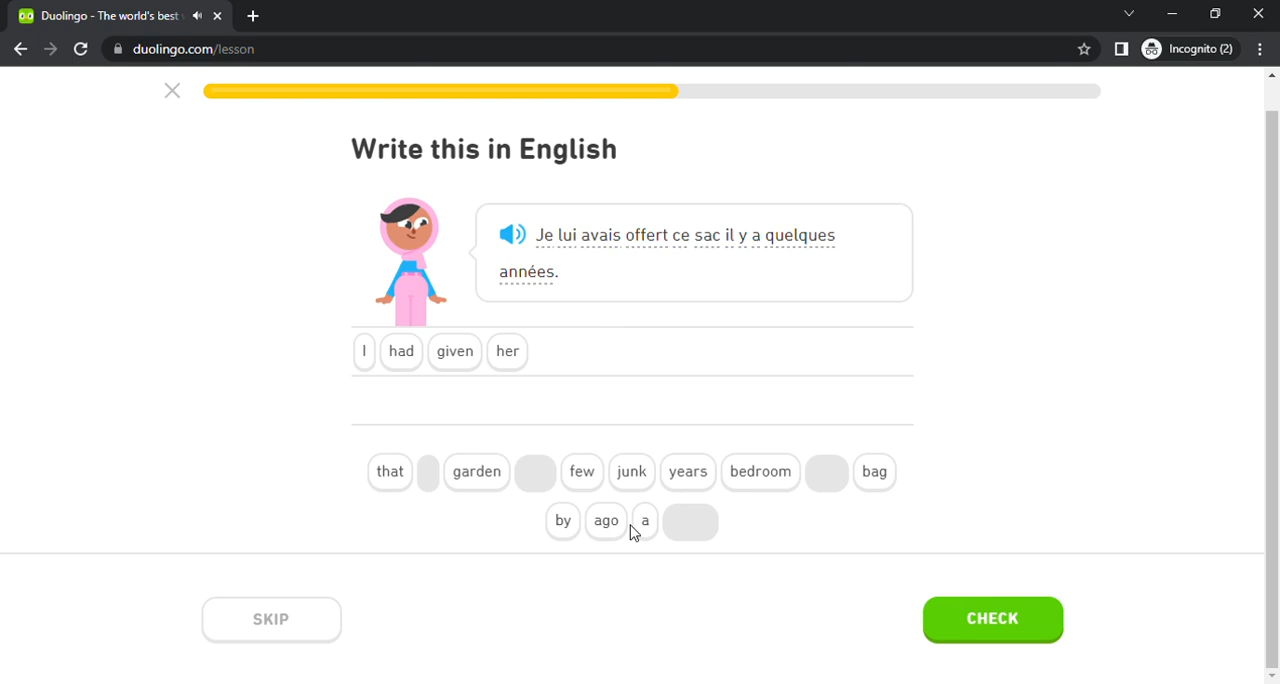 Duolingo - The world's best
duolingo.com/lesson
Incognito (2)
Write this in English
Je lui avais offert ce sac il y a quelques
années.
I had given her
that garden few junk years bedroom bag
by ago a
SKIP
CHECK